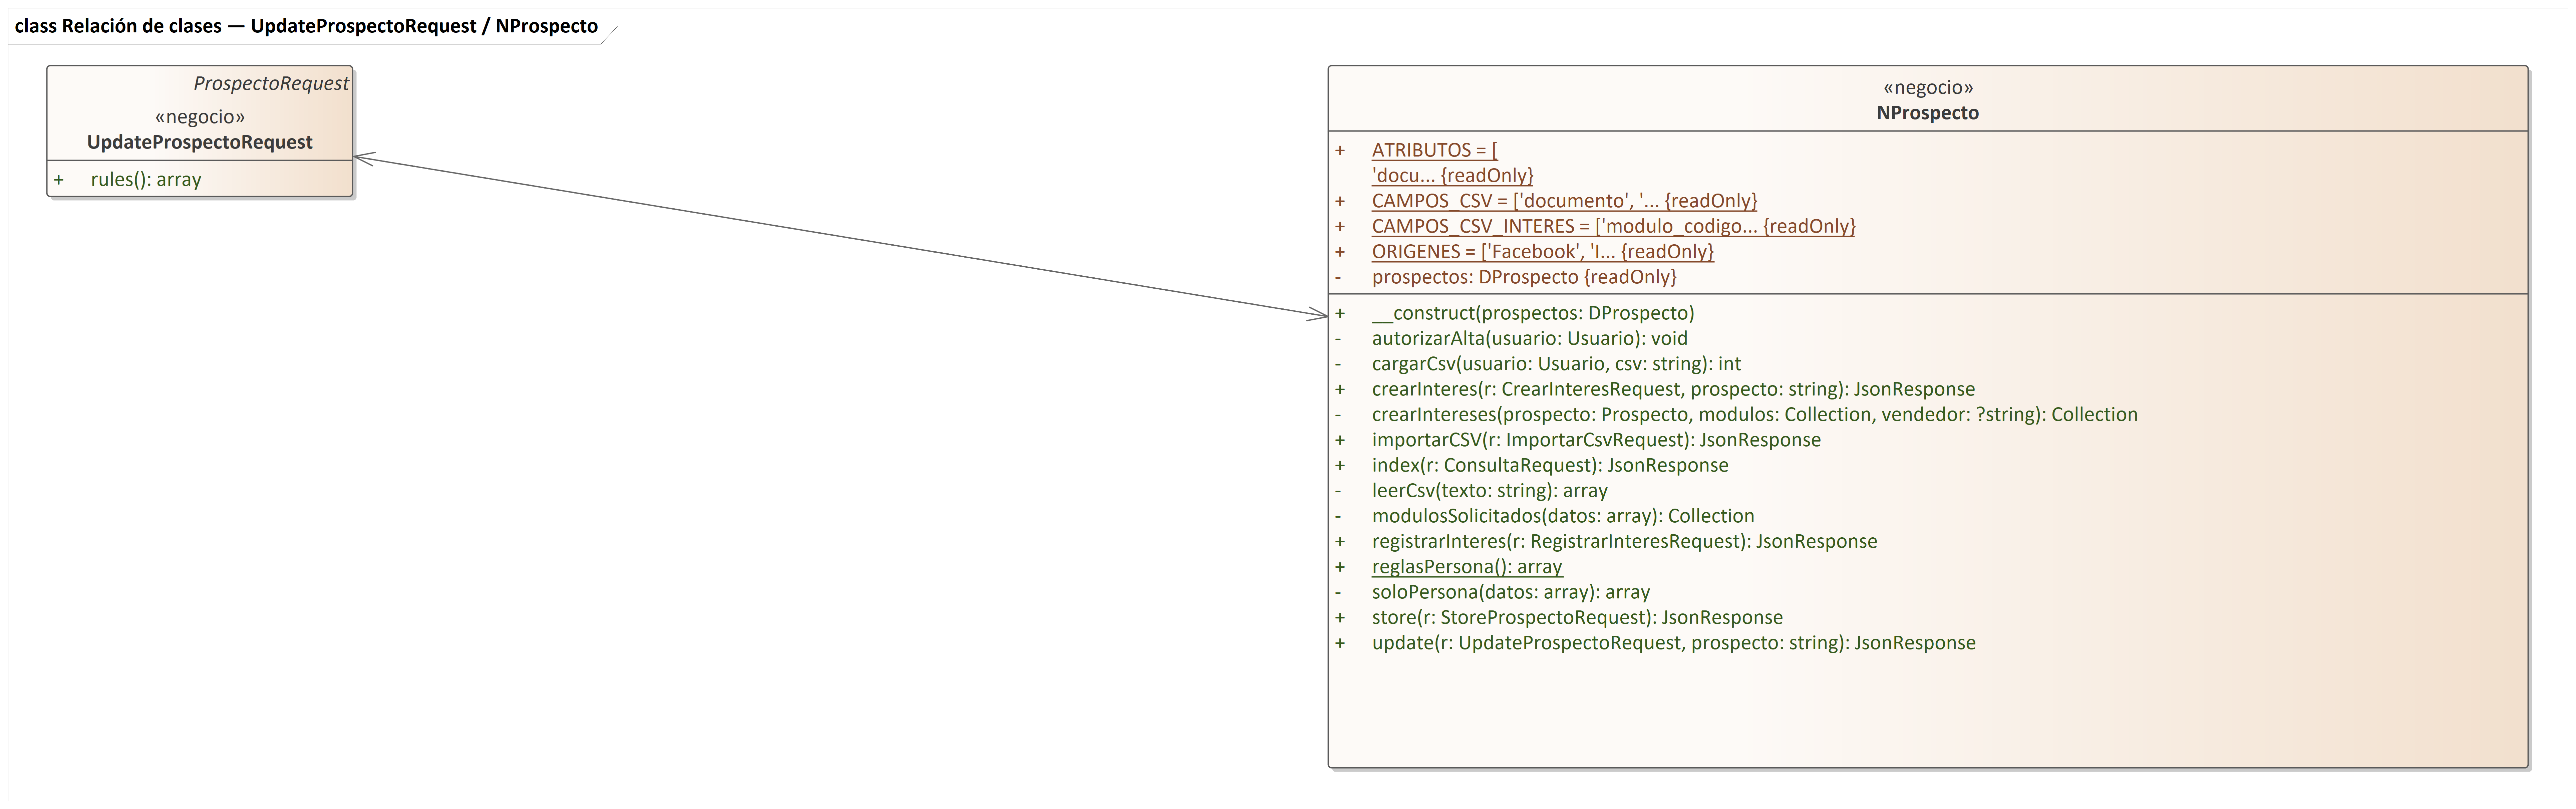 class Relación de clases — UpdateProspectoRequest / NProspecto
ProspectoRequest
«negocio»
UpdateProspectoRequest
+ rules(): array
«negocio»
NProspecto
+ ATRIBUTOS = [
'docu... {readOnly}
+ CAMPOS_CSV = ['documento', '... {readOnly}
+ CAMPOS_CSV_INTERES = ['modulo_codigo... {readOnly}
+ ORIGENES = ['Facebook', 'I... {readOnly}
- prospectos: DProspecto {readOnly}
+ __construct(prospectos: DProspecto)
- autorizarAlta(usuario: Usuario): void
- cargarCsv(usuario: Usuario, csv: string): int
+ crearInteres(r: CrearInteresRequest, prospecto: string): JsonResponse
- crearIntereses(prospecto: Prospecto, modulos: Collection, vendedor: ?string): Collection
+ importarCSV(r: ImportarCsvRequest): JsonResponse
+ index(r: ConsultaRequest): JsonResponse
- leerCsv(texto: string): array
- modulosSolicitados(datos: array): Collection
+ registrarInteres(r: RegistrarInteresRequest): JsonResponse
+ reglasPersona(): array
- soloPersona(datos: array): array
+ store(r: StoreProspectoRequest): JsonResponse
+ update(r: UpdateProspectoRequest, prospecto: string): JsonResponse